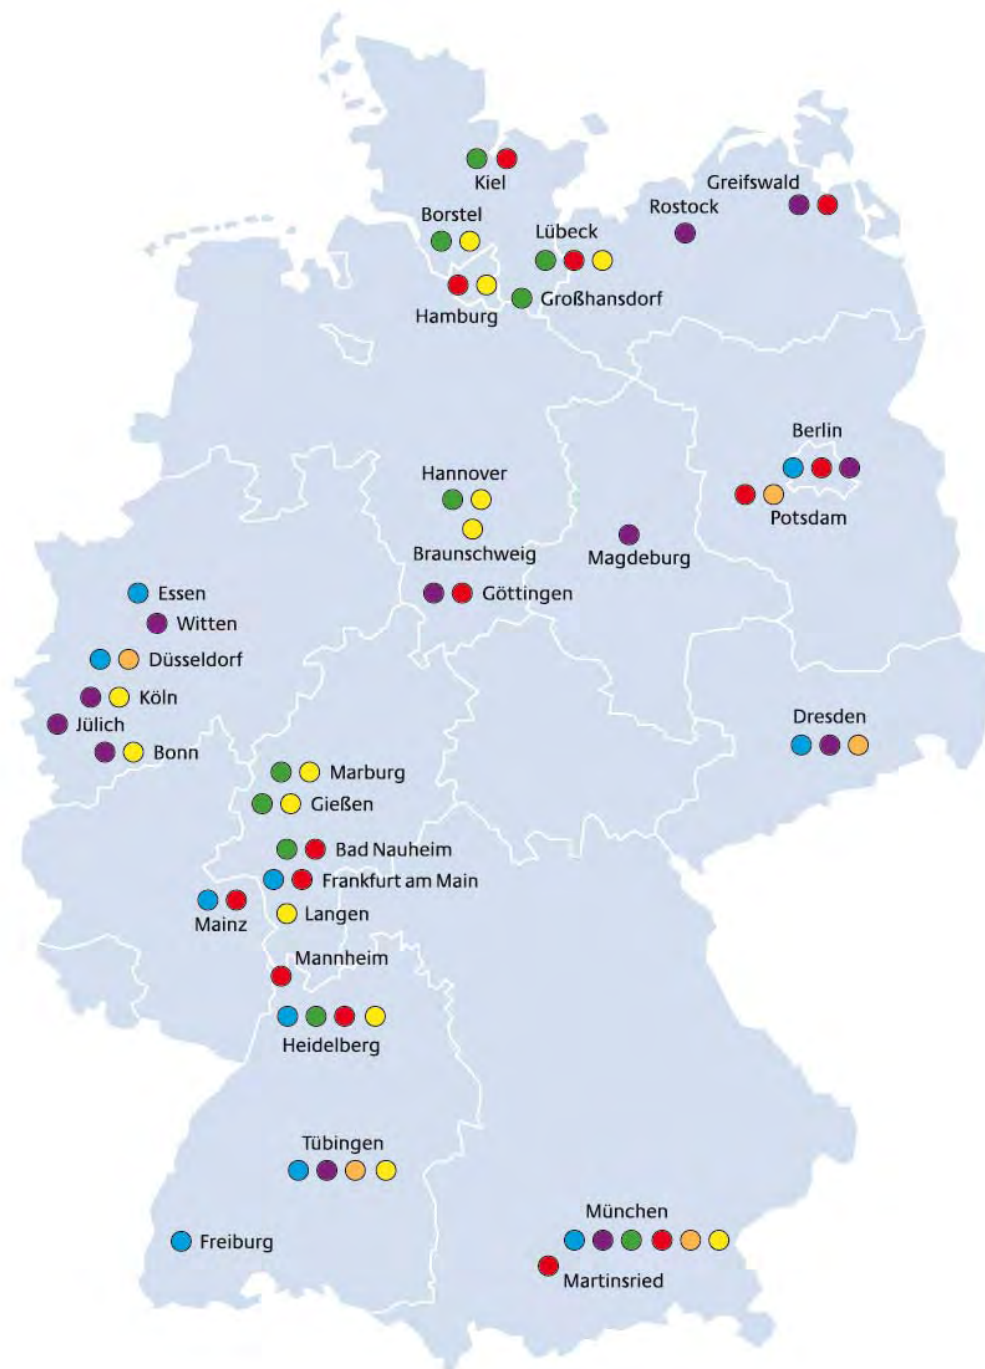 Kiel
Greifswald
Rostock
Borstel
Lübeck
Großhansdorf
Hamburg
Berlin
Hannover
Potsdam
Braunschweig
Magdeburg
Essen
Göttingen
Witten
Düsseldorf
Köln
Jülich
Dresden
Bonn
Marburg
Gießen
Bad Nauheim
Frankfurt am Main
Langen
Mainz
Mannheim
Heidelberg
Tübingen
München
Freiburg
Martinsried